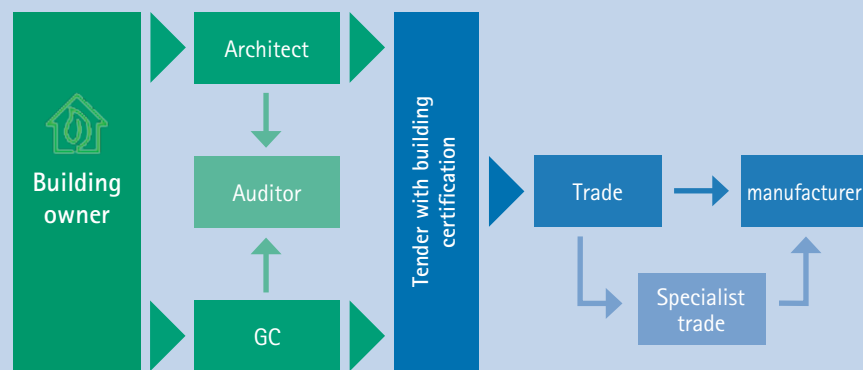 Building
owner
Architect
Auditor
GC
Tender with building
certification
Trade
manufacturer
Specialist
trade